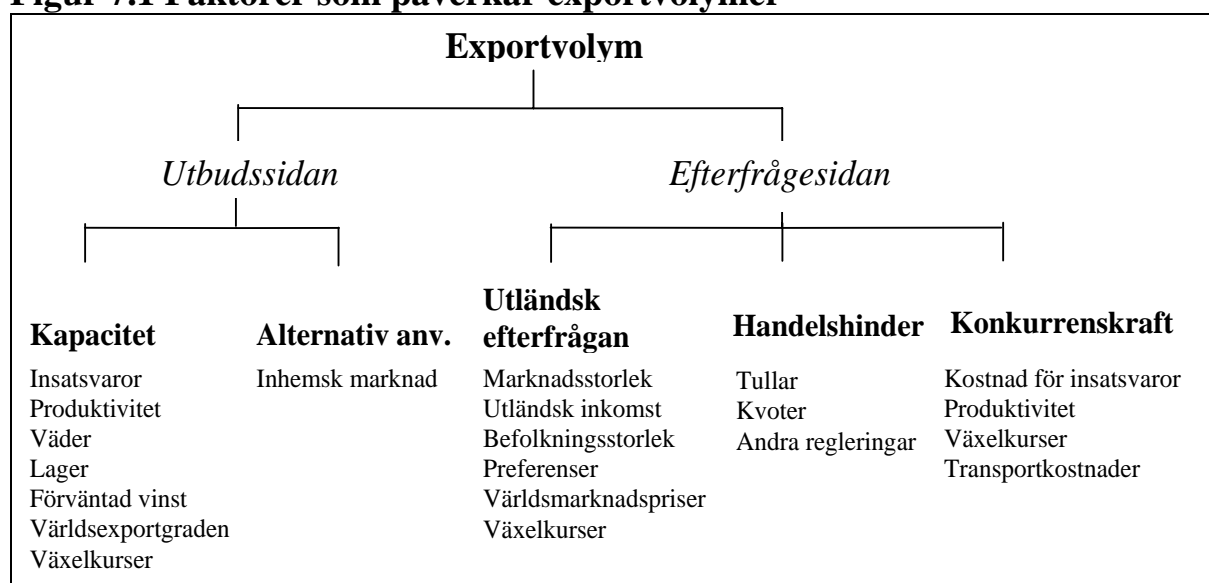 Figur 7.1 Faktorer som påverkar exportvolymer
Exportvolym
Utbudssidan
Efterfrågesidan
Kapacitet
Insatsvaror
Produktivitet
Väder
Lager
Förväntad vinst
Världsexportgraden
Växelkurser
Alternativ anv.
Inhemsk marknad
Utländsk
efterfrågan
Marknadsstorlek
Utländsk inkomst
Befolkningsstorlek
Preferenser
Världsmarknadspriser
Växelkurser
Handelshinder
Tullar
Kvoter
Andra regleringar
Konkurrenskraft
Kostnad för insatsvaror
Produktivitet
Växelkurser
Transportkostnader